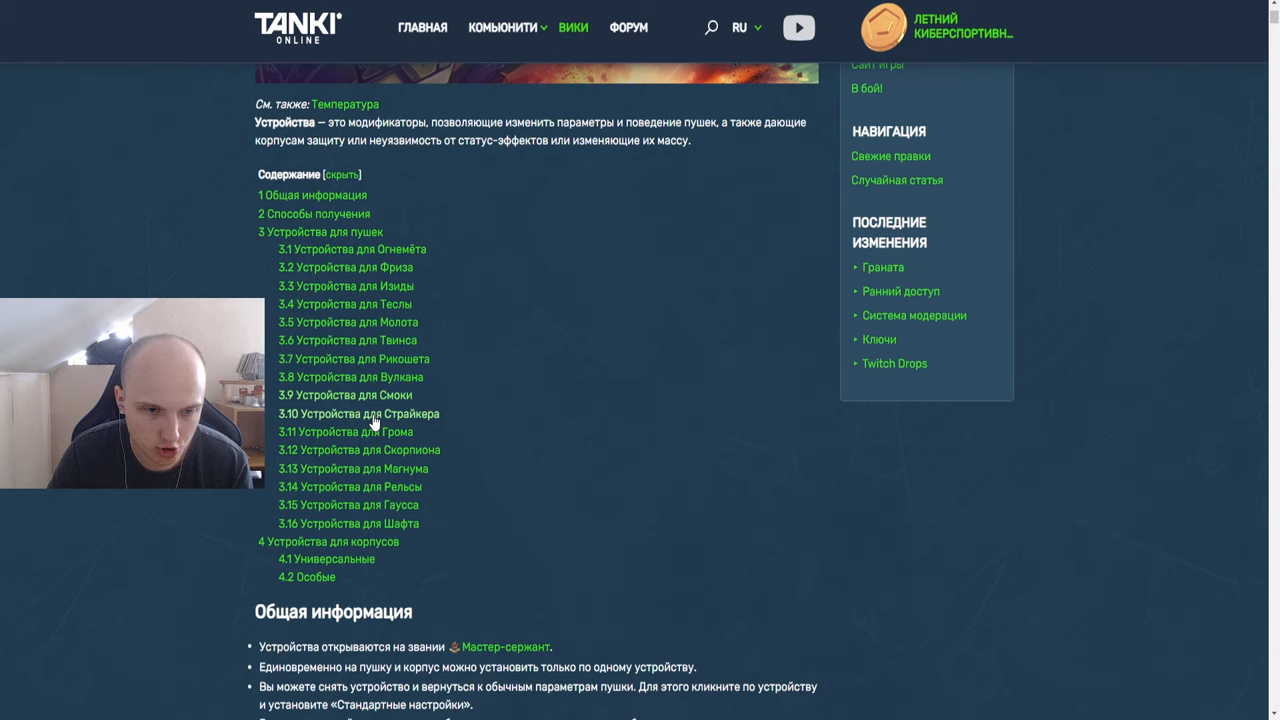 TANKI
ONLINE
ГЛАВНАЯ
КОМЬЮНИТИ
ВИКИ
ФОРУМ
RU
ЛЕТНИЙ
КИБЕРСПОРТИВН...
См. также: Температура
Устройства — это модификаторы, позволяющие изменить параметры и поведение пушек, а также дающие
корпусам защиту или неуязвимость от статус-эффектов или изменяющие их массу.
Содержание [скрыть]
1 Общая информация
2 Способы получения
3 Устройства для пушек
3.1 Устройства для Огнемёта
3.2 Устройства для Фриза
3.3 Устройства для Изиды
3.4 Устройства для Теслы
3.5 Устройства для Молота
3.6 Устройства для Твинса
3.7 Устройства для Рикошета
3.8 Устройства для Вулкана
3.9 Устройства для Смоки
3.10 Устройства для Страйкера
3.11 Устройства для Грома
3.12 Устройства для Скорпиона
3.13 Устройства для Магнума
3.14 Устройства для Рельсы
3.15 Устройства для Гаусса
3.16 Устройства для Шафта
4 Устройства для корпусов
4.1 Универсальные
4.2 Особые
Общая информация
Устройства открываются на звании Мастер-сержант.
Единовременно на пушку и корпус можно установить только по одному устройству.
Вы можете снять устройство и вернуться к обычным параметрам пушки. Для этого кликните по устройству
и установите «Стандартные настройки».
Сайт игры
В бой!
НАВИГАЦИЯ
Свежие правки
Случайная статья
ПОСЛЕДНИЕ
ИЗМЕНЕНИЯ
Граната
Ранний доступ
Система модерации
Ключи
Twitch Drops